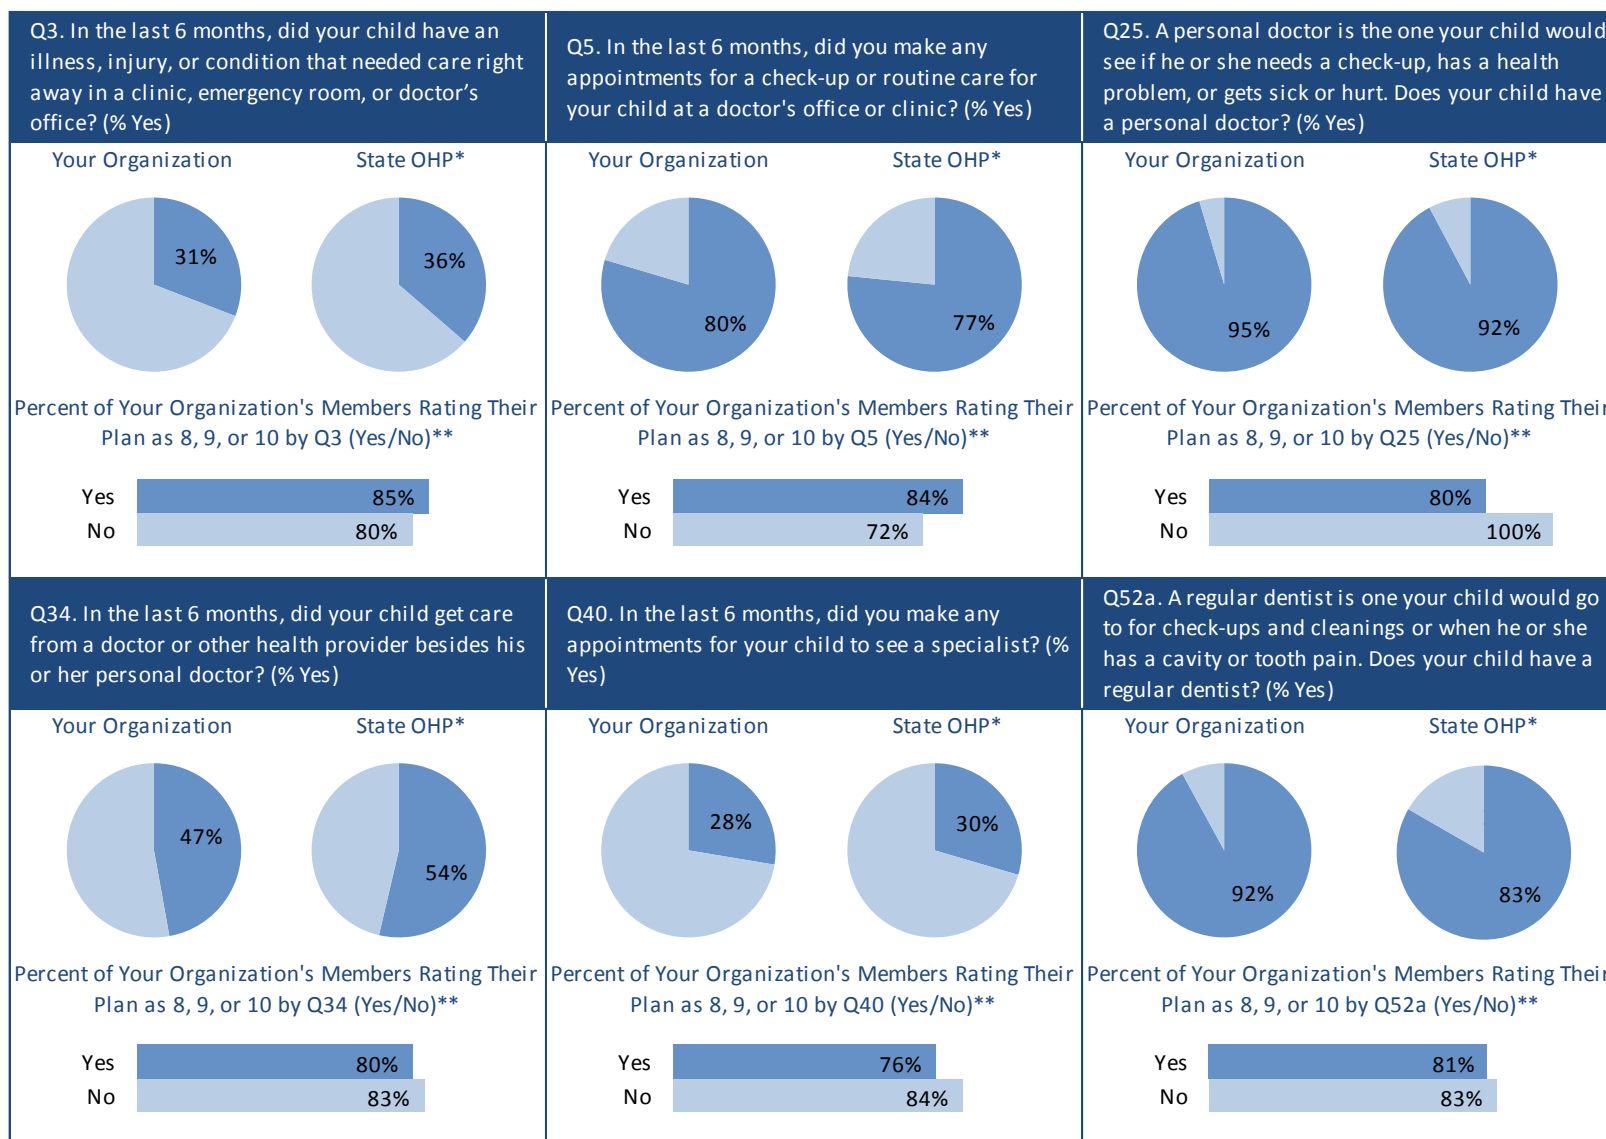 Q3. In the last 6 months, did your child have an
illness, injury, or condition that needed care right
away in a clinic, emergency room, or doctor's
office? (% Yes)
Q5. In the last 6 months, did you make any
appointments for a check-up or routine care for
your child at a doctor's office or clinic? (% Yes)
Q25. A personal doctor is the one your child would
see if he or she needs a check-up, has a health
problem, or gets sick or hurt. Does your child have
a personal doctor? (% Yes)
Your Organization
State OHP*
31%
36%
Percent of Your Organization's Members Rating Their
Plan as 8, 9, or 10 by Q3 (Yes/No)**
Yes 85%
No 80%
Your Organization
State OHP*
80%
77%
Percent of Your Organization's Members Rating Their
Plan as 8, 9, or 10 by Q5 (Yes/No)**
Yes 84%
No 72%
Your Organization
State OHP*
95%
92%
Percent of Your Organization's Members Rating Their
Plan as 8, 9, or 10 by Q25 (Yes/No)**
Yes 80%
No 100%
Q34. In the last 6 months, did your child get care
from a doctor or other health provider besides his
or her personal doctor? (% Yes)
Q40. In the last 6 months, did you make any
appointments for your child to see a specialist? (%
Yes)
Q52a. A regular dentist is one your child would go
to for check-ups and cleanings or when he or she
has a cavity or tooth pain. Does your child have a
regular dentist? (% Yes)
Your Organization
State OHP*
47%
54%
Percent of Your Organization's Members Rating Their
Plan as 8, 9, or 10 by Q34 (Yes/No)**
Yes 80%
No 83%
Your Organization
State OHP*
28%
30%
Percent of Your Organization's Members Rating Their
Plan as 8, 9, or 10 by Q40 (Yes/No)**
Yes 76%
No 84%
Your Organization
State OHP*
92%
83%
Percent of Your Organization's Members Rating Their
Plan as 8, 9, or 10 by Q52a (Yes/No)**
Yes 81%
No 83%